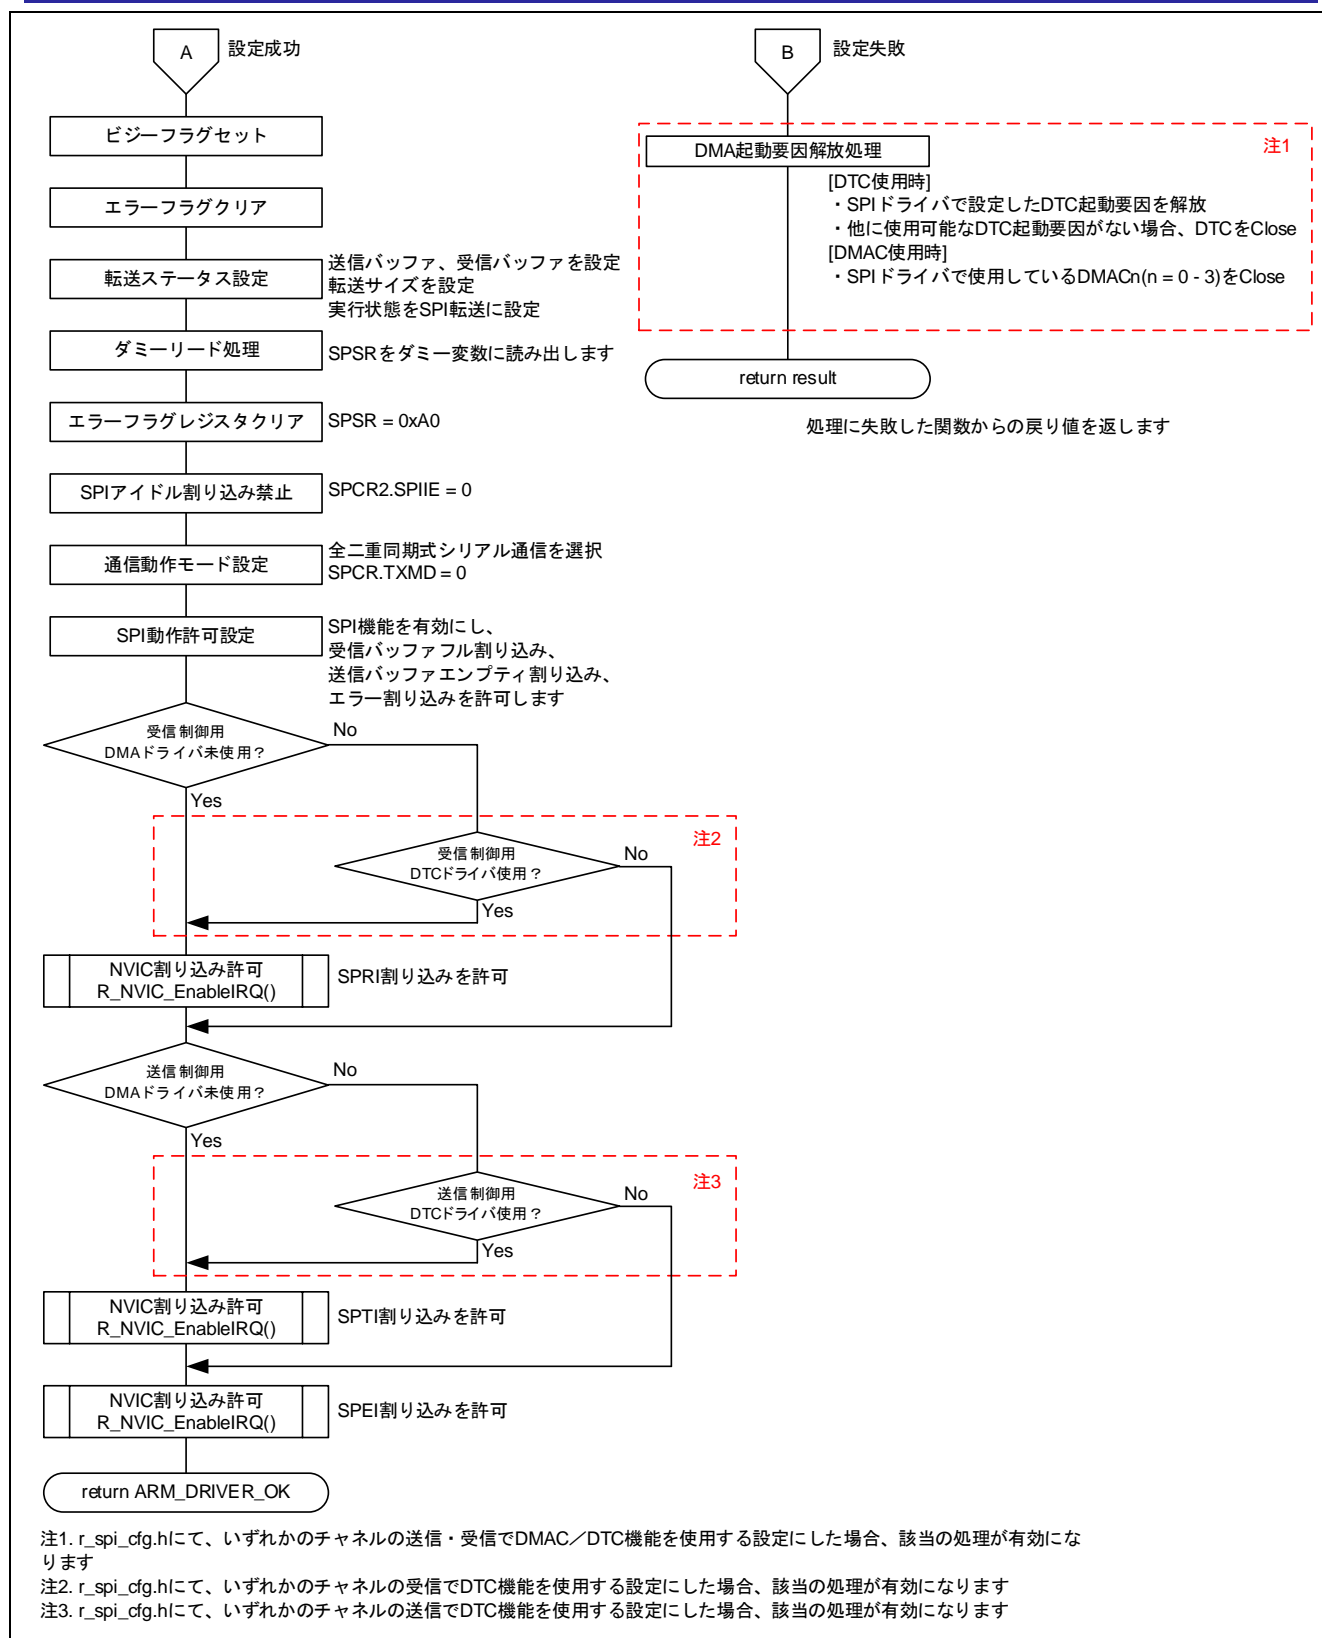 A
設定成功
ビジーフラグセット
エラーフラグクリア
転送ステータス設定
送信バッファ、受信バッファを設定
転送サイズを設定
実行状態をSPI転送に設定
ダミーリード処理
SPSRをダミー変数に読み出します
エラーフラグレジスタクリア
SPSR = 0xA0
SPIアイドル割り込み禁止
SPCR2.SPIIE = 0
通信動作モード設定
全二重同期式シリアル通信を選択
SPCR.TXMD = 0
SPI動作許可設定
SPI機能を有効にし、
受信バッファフル割り込み、
送信バッファエンプティ割り込み、
エラー割り込みを許可します
受信制御用
DMAドライバ未使用？
No
Yes
注2
受信制御用
DTCドライバ使用？
No
Yes
NVIC割り込み許可
R_NVIC_EnableIRQ()
SPRI割り込みを許可
送信制御用
DMAドライバ未使用？
No
Yes
注3
送信制御用
DTCドライバ使用？
No
Yes
NVIC割り込み許可
R_NVIC_EnableIRQ()
SPTI割り込みを許可
NVIC割り込み許可
R_NVIC_EnableIRQ()
SPEI割り込みを許可
return ARM_DRIVER_OK
B
設定失敗
注1
DMA起動要因解放処理
[DTC使用時]
・SPIドライバで設定したDTC起動要因を解放
・他に使用可能なDTC起動要因がない場合、DTCをClose
[DMAC使用時]
・SPIドライバで使用しているDMACn(n = 0 - 3)をClose
return result
処理に失敗した関数からの戻り値を返します
注1. r_spi_cfg.hにて、いずれかのチャネルの送信・受信でDMAC／DTC機能を使用する設定にした場合、該当の処理が有効にな
ります
注2. r_spi_cfg.hにて、いずれかのチャネルの受信でDTC機能を使用する設定にした場合、該当の処理が有効になります
注3. r_spi_cfg.hにて、いずれかのチャネルの送信でDTC機能を使用する設定にした場合、該当の処理が有効になります